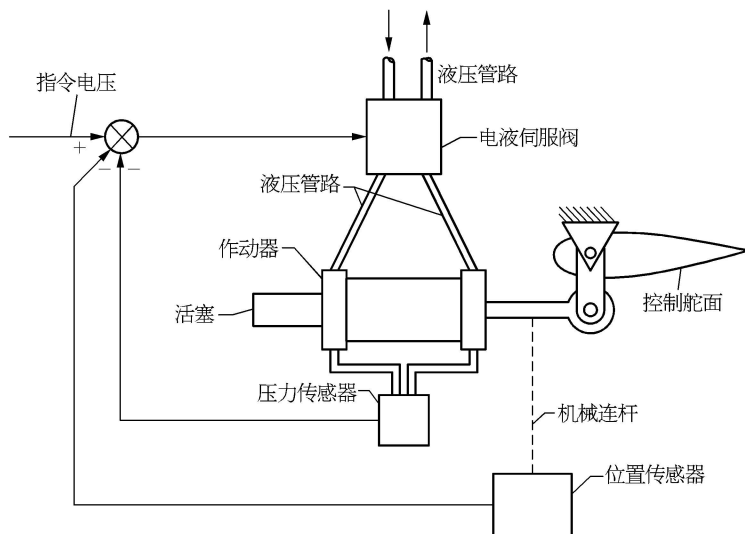 液压管路
指令电压
+
电液伺服阀
− −
液压管路
作动器
活塞
控制舵面
压力传感器
机械连杆
位置传感器